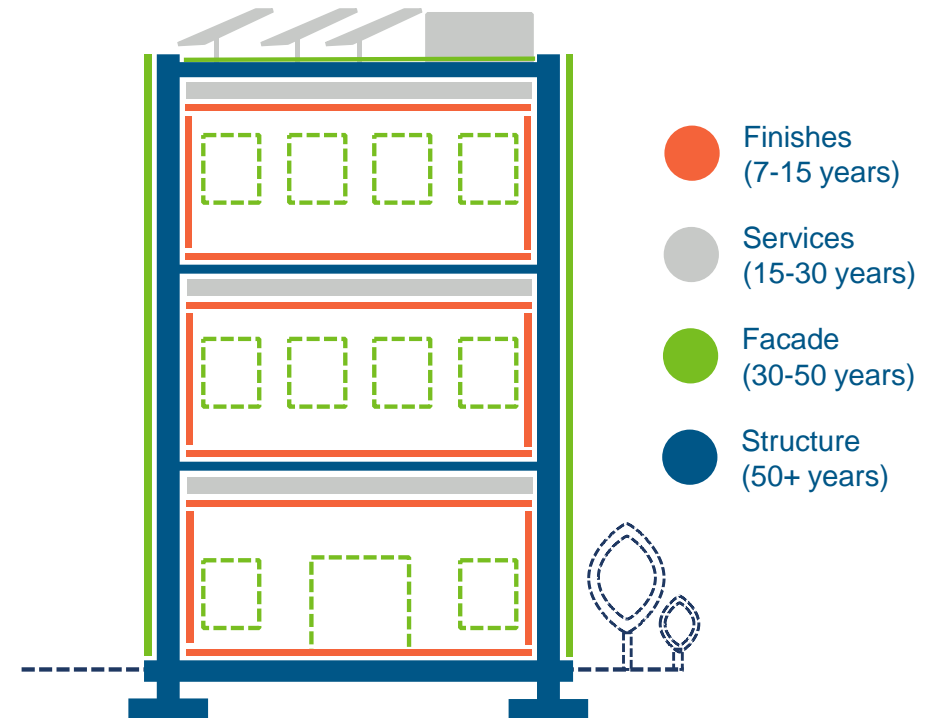 Finishes
(7-15 years)
Services
(15-30 years)
Facade
(30-50 years)
Structure
(50+ years)